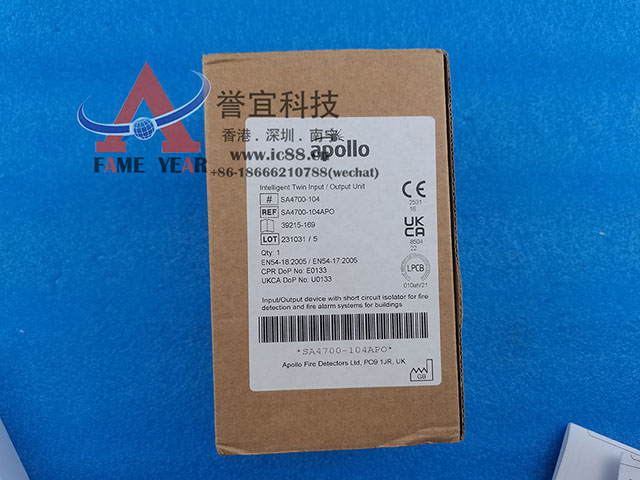 誉宜科技
香港.深圳.南宁
FAME YEAR
www.ic88.cn
+86-18666210788(wechat)
apollo
Intelligent Twin Input / Output Unit
# SA4700-104
REF SA4700-104APO
39215-169
LOT 231031 / 5
Qty: 1
EN54-18:2005 / EN54-17:2005
CPR DoP No: E0133
UKCA DoP No: U0133
CE
2531
16
UK
CA
8504
22
LPCB
010ah/21
Input/Output device with short circuit isolator for fire
detection and fire alarm systems for buildings
*SA4700-104APO*
Apollo Fire Detectors Ltd, PO9 1JR, UK
GB